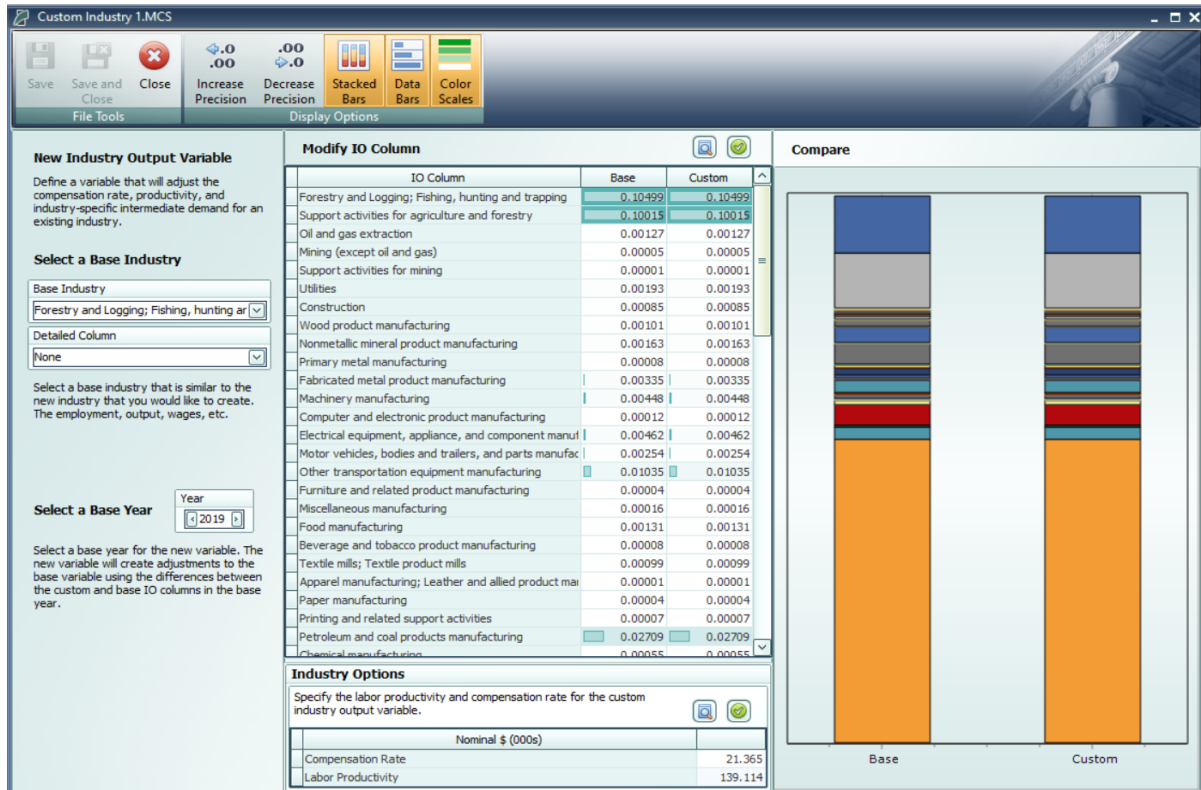 Custom Industry 1.MCS
Save
Save and
Close
Close
File Tools
.0
.00
Increase
Precision
.00
.0
Decrease
Precision
Stacked
Bars
Data
Bars
Color
Scales
Display Options
New Industry Output Variable
Define a variable that will adjust the
compensation rate, productivity, and
industry-specific intermediate demand for an
existing industry.
Select a Base Industry
Base Industry
Forestry and Logging; Fishing, hunting ar
Detailed Column
None
Select a base industry that is similar to the
new industry that you would like to create.
The employment, output, wages, etc.
Select a Base Year
Year
2019
Select a base year for the new variable. The
new variable will create adjustments to the
base variable using the differences between
the custom and base IO columns in the base
year.
Modify IO Column
IO Column Base Custom
Forestry and Logging; Fishing, hunting and trapping 0.10499 0.10499
Support activities for agriculture and forestry 0.10015 0.10015
Oil and gas extraction 0.00127 0.00127
Mining (except oil and gas) 0.00005 0.00005
Support activities for mining 0.00001 0.00001
Utilities 0.00193 0.00193
Construction 0.00085 0.00085
Wood product manufacturing 0.00101 0.00101
Nonmetallic mineral product manufacturing 0.00163 0.00163
Primary metal manufacturing 0.00008 0.00008
Fabricated metal product manufacturing 0.00335 0.00335
Machinery manufacturing 0.00448 0.00448
Computer and electronic product manufacturing 0.00012 0.00012
Electrical equipment, appliance, and component manuf 0.00462 0.00462
Motor vehicles, bodies and trailers, and parts manufac 0.00254 0.00254
Other transportation equipment manufacturing 0.01035 0.01035
Furniture and related product manufacturing 0.00004 0.00004
Miscellaneous manufacturing 0.00016 0.00016
Food manufacturing 0.00131 0.00131
Beverage and tobacco product manufacturing 0.00008 0.00008
Textile mills; Textile product mills 0.00099 0.00099
Apparel manufacturing; Leather and allied product mar 0.00001 0.00001
Paper manufacturing 0.00004 0.00004
Printing and related support activities 0.00007 0.00007
Petroleum and coal products manufacturing 0.02709 0.02709
Chemical manufacturing 0.00055 0.00055
Industry Options
Specify the labor productivity and compensation rate for the custom
industry output variable.
Nominal $ (000s)
Compensation Rate 21.365
Labor Productivity 139.114
Compare
Base Custom